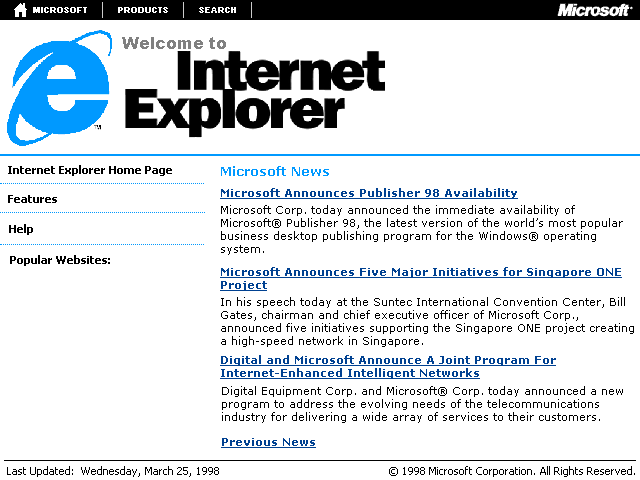 MICROSOFT PRODUCTS SEARCH Microsoft®
Welcome to
Internet
Explorer™
Internet Explorer Home Page
Features
Help
Popular Websites:
Microsoft News
Microsoft Announces Publisher 98 Availability
Microsoft Corp. today announced the immediate availability of
Microsoft® Publisher 98, the latest version of the world's most popular
business desktop publishing program for the Windows® operating
system.
Microsoft Announces Five Major Initiatives for Singapore ONE
Project
In his speech today at the Suntec International Convention Center, Bill
Gates, chairman and chief executive officer of Microsoft Corp.,
announced five initiatives supporting the Singapore ONE project creating
a high-speed network in Singapore.
Digital and Microsoft Announce A Joint Program For
Internet-Enhanced Intelligent Networks
Digital Equipment Corp. and Microsoft® Corp. today announced a new
program to address the evolving needs of the telecommunications
industry for delivering a wide array of services to their customers.
Previous News
Last Updated: Wednesday, March 25, 1998 © 1998 Microsoft Corporation. All Rights Reserved.